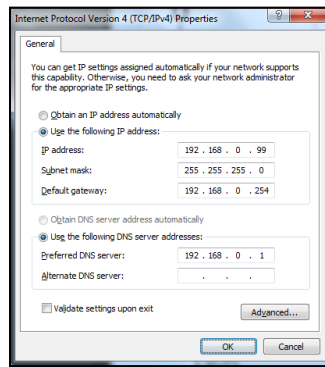 Internet Protocol Version 4 (TCP/IPv4) Properties
General
You can get IP settings assigned automatically if your network supports
this capability. Otherwise, you need to ask your network administrator
for the appropriate IP settings.
Obtain an IP address automatically
Use the following IP address:
IP address: 192 . 168 . 0 . 99
Subnet mask: 255 . 255 . 255 . 0
Default gateway: 192 . 168 . 0 . 254
Obtain DNS server address automatically
Use the following DNS server addresses:
Preferred DNS server: 192 . 168 . 0 . 1
Alternate DNS server: . . .
Validate settings upon exit
Advanced...
OK Cancel